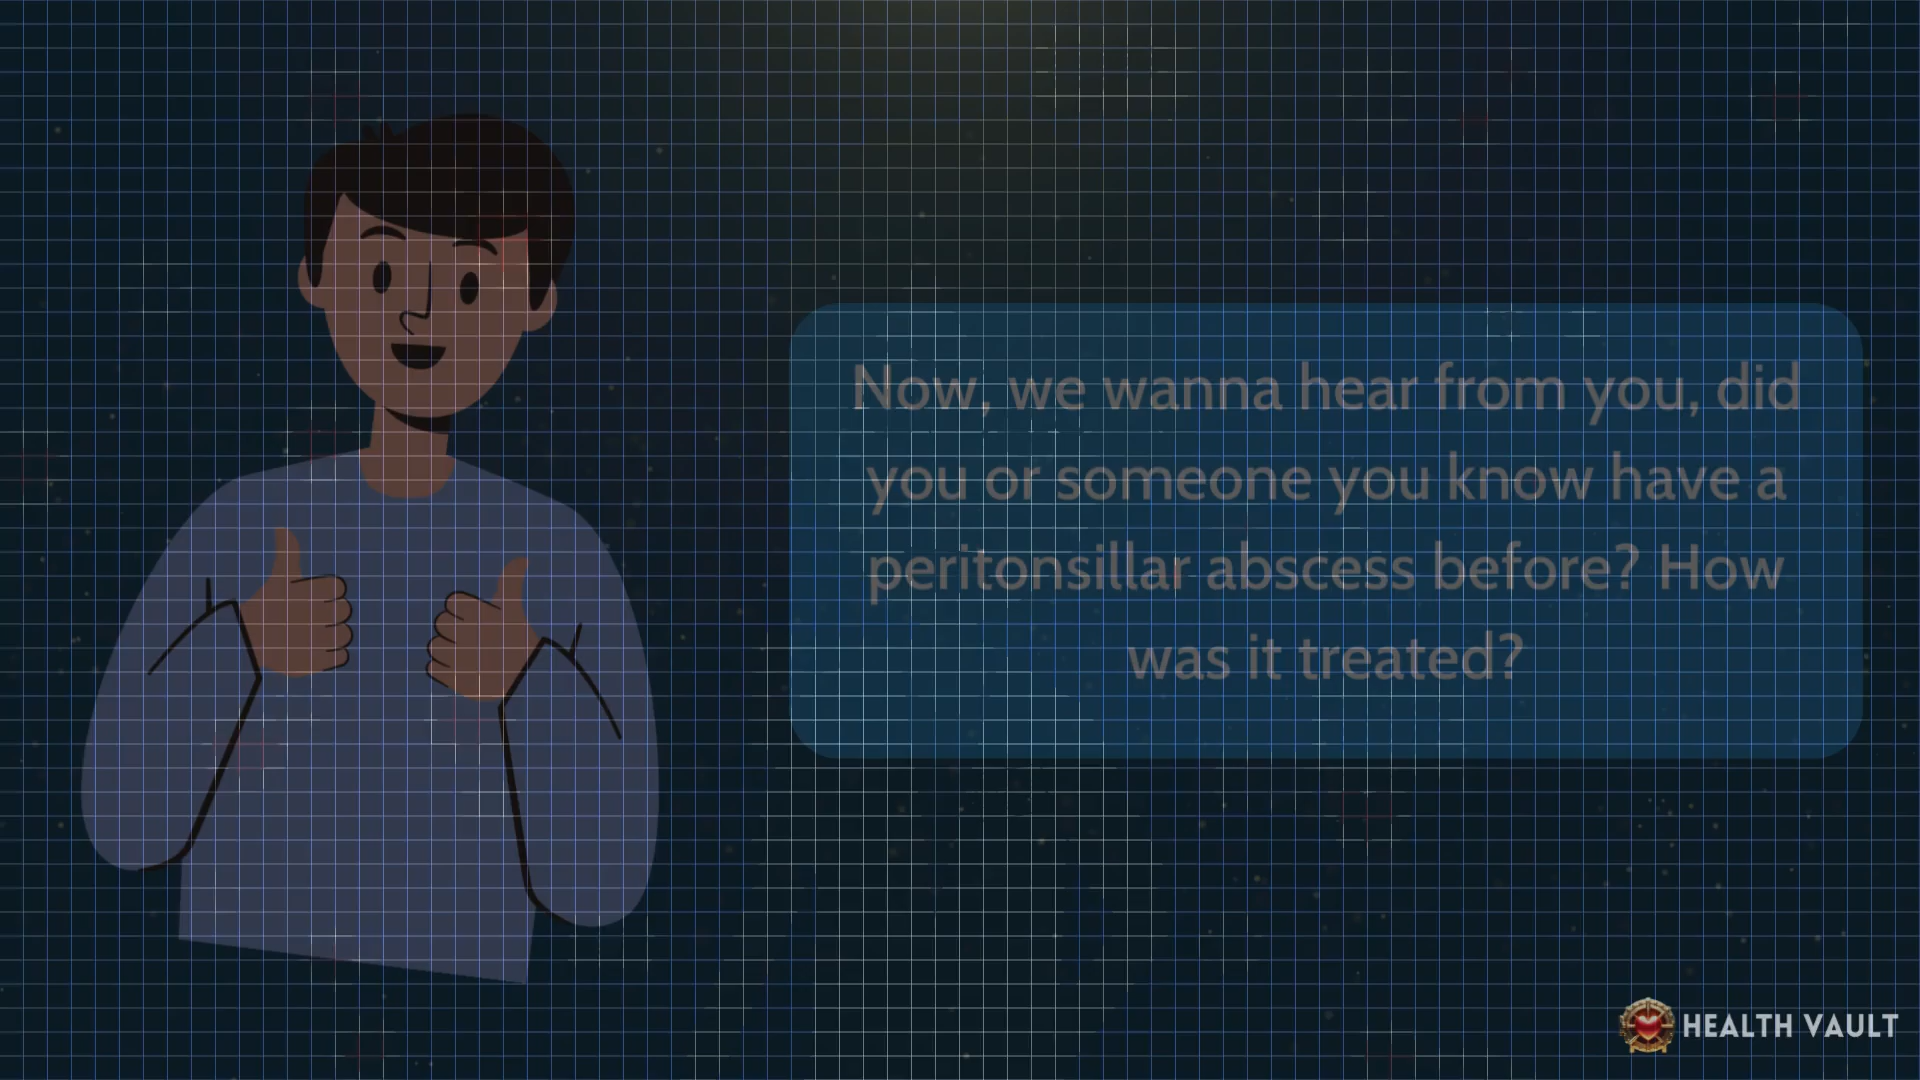 Now, we wanna hear from you, did
you or someone you know have a
peritonsillar abscess before? How
was it treated?
HEALTH VAULT